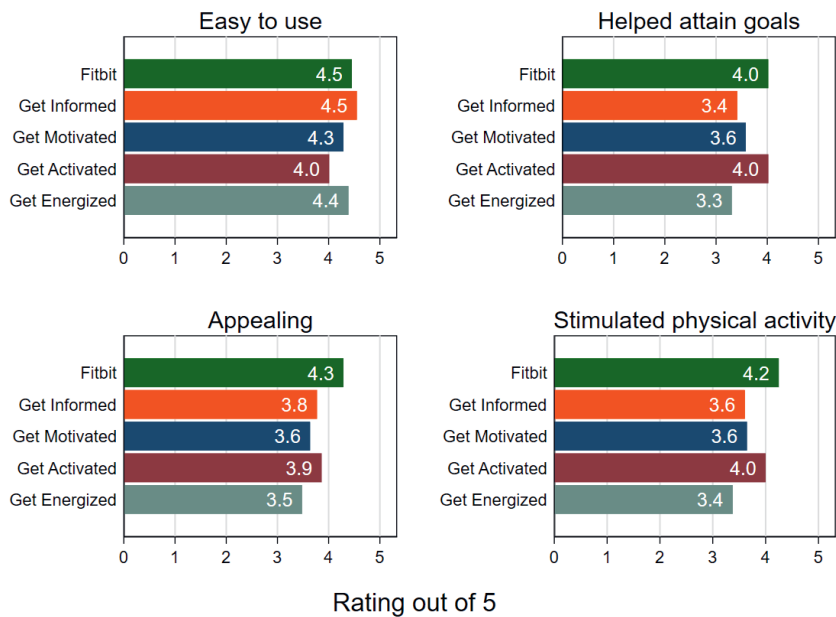 Easy to use
Fitbit 4.5
Get Informed 4.5
Get Motivated 4.3
Get Activated 4.0
Get Energized 4.4
0 1 2 3 4 5
Helped attain goals
Fitbit 4.0
Get Informed 3.4
Get Motivated 3.6
Get Activated 4.0
Get Energized 3.3
0 1 2 3 4 5
Appealing
Fitbit 4.3
Get Informed 3.8
Get Motivated 3.6
Get Activated 3.9
Get Energized 3.5
0 1 2 3 4 5
Stimulated physical activity
Fitbit 4.2
Get Informed 3.6
Get Motivated 3.6
Get Activated 4.0
Get Energized 3.4
0 1 2 3 4 5
Rating out of 5